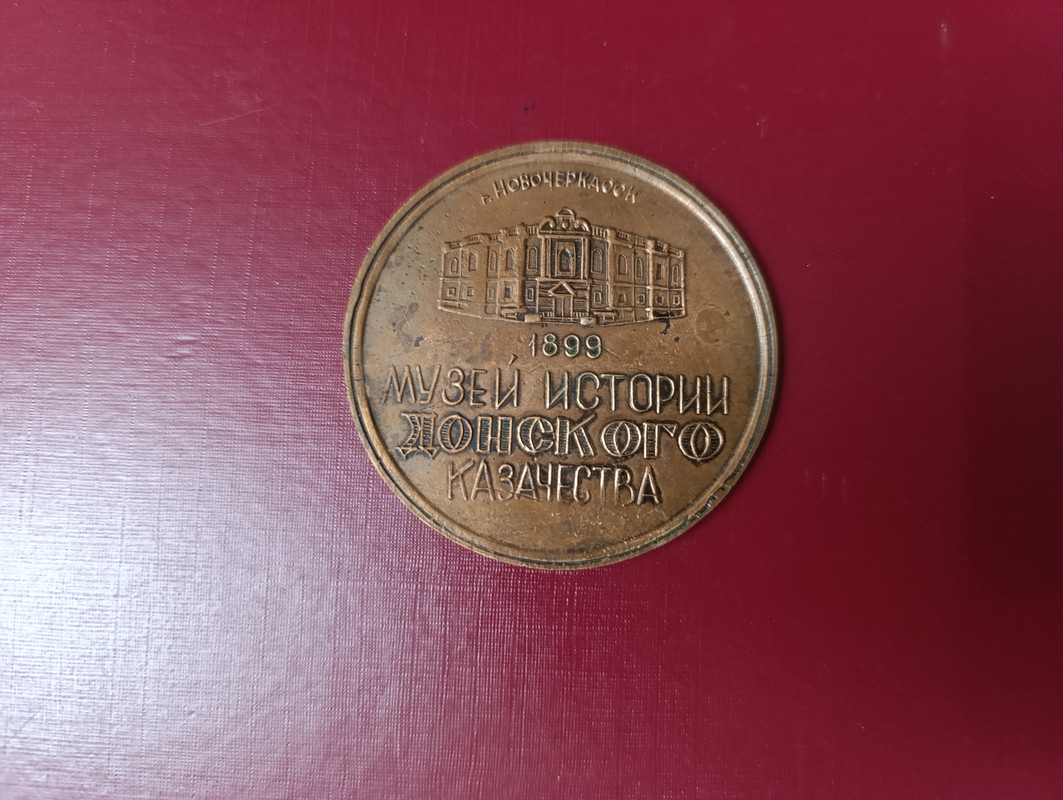 г. НОВОЧЕРКАССК
1899
МУЗЕЙ ИСТОРИИ
ДОНСКОГО
КАЗАЧЕСТВА